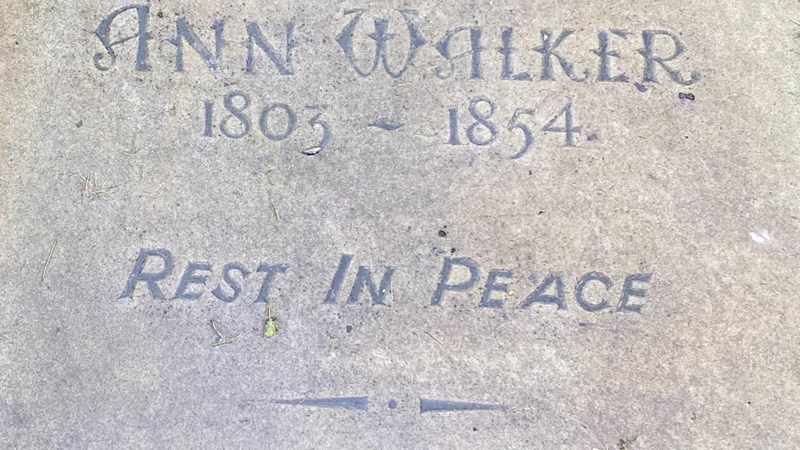 ANN WALKER
1803 - 1854
REST IN PEACE